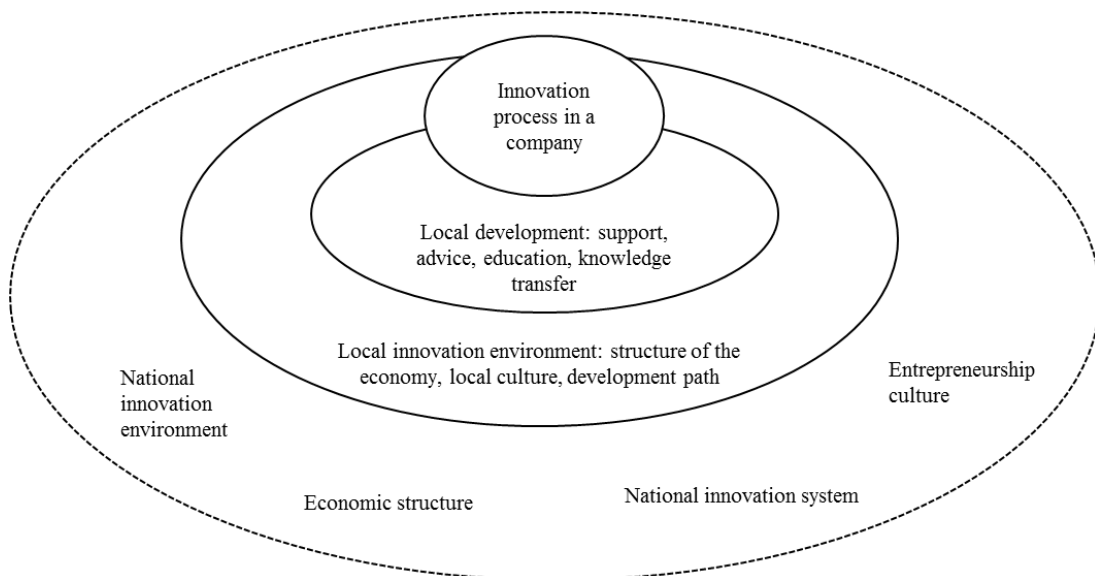 Innovation
process in a
company
Local development: support,
advice, education, knowledge
transfer
Local innovation environment: structure of the
economy, local culture, development path
National
innovation
environment
Entrepreneurship
culture
Economic structure
National innovation system